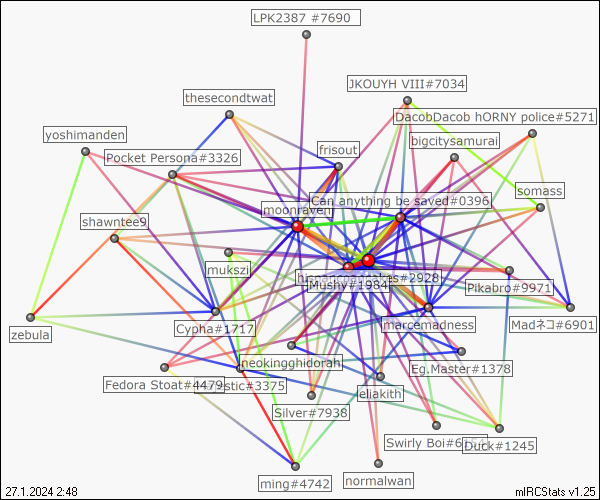 LPK2387 #7690
JKOUYH VIII#7034
thesecondtwat
DacobDacob hORNY police#5271
yoshimanden
bigcitysamurai
frisout
Pocket Persona#3326
somass
Can anything be saved#0396
moonraven
shawntee9
mukszi
#2928
Mushy#1984
Pikabro#9971
Cypha#1717
marcemadness
Madネコ#6901
zebula
neokingghidorah
Eg.Master#1378
Fedora Stoat#4479
stic#3375
eliakith
Silver#7938
Swirly Boi#6
Duck#1245
ming#4742
normalwan
27.1.2024 2:48
mIRCStats v1.25